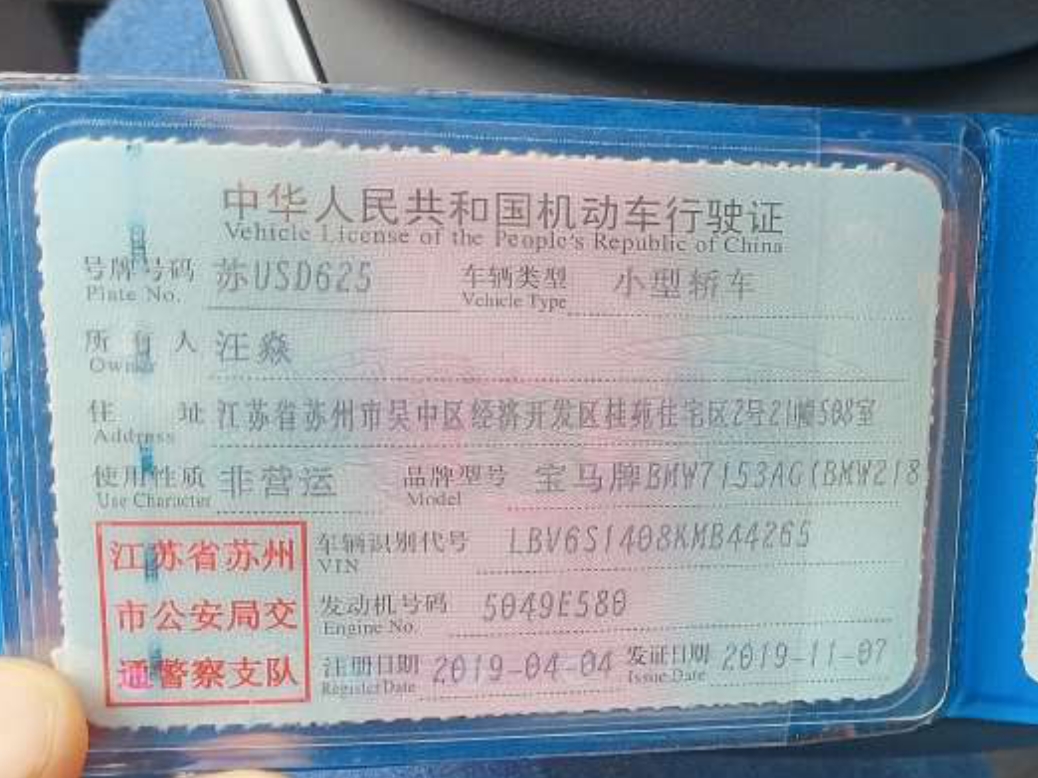 中华人民共和国机动车行驶证
Vehicle License of the People's Republic of China
号牌号码 苏USD625 车辆类型 小型轿车
Plate No. Vehicle Type
所有人 汪焱
Owner
住址 江苏省苏州市吴中区经济开发区桂苑住宅区2号21幢508室
Address
使用性质 非营运 品牌型号 宝马牌BMW7153AG(BMW218
Use Character Model
江苏省苏州 车辆识别代号 LBV6S1408KMB44265
VIN
市公安局交 发动机号码 5049E580
Engine No.
通警察支队 注册日期 2019-04-04 发证日期 2019-11-07
Register Date Issue Date